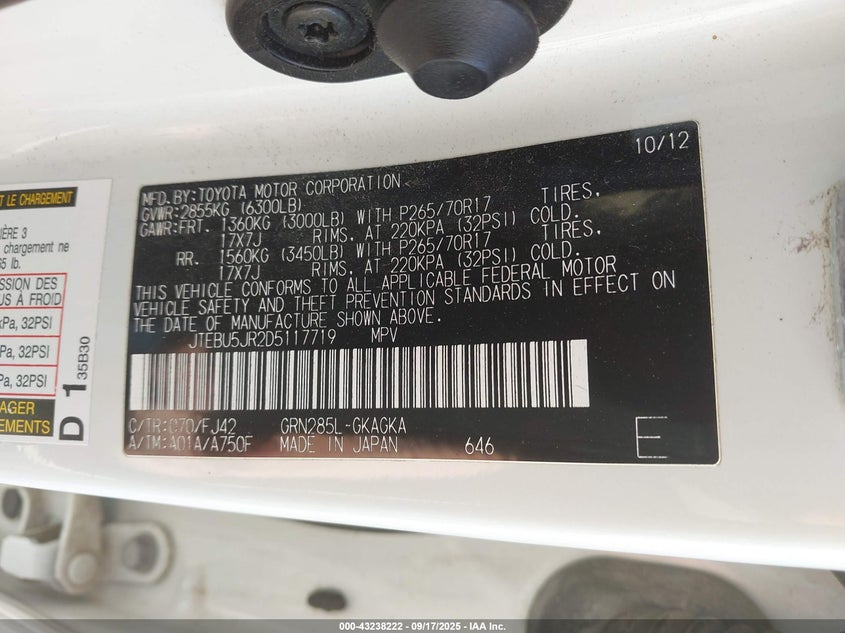 10/12
MFD.BY:TOYOTA MOTOR CORPORATION
GVWR:2855KG (6300LB)
GAWR:FRT. 1360KG (3000LB) WITH P265/70R17 TIRES,
17X7J RIMS, AT 220KPA (32PSI) COLD.
RR. 1560KG (3450LB) WITH P265/70R17 TIRES,
17X7J RIMS, AT 220KPA (32PSI) COLD.
THIS VEHICLE CONFORMS TO ALL APPLICABLE FEDERAL MOTOR
VEHICLE SAFETY AND THEFT PREVENTION STANDARDS IN EFFECT ON
THE DATE OF MANUFACTURE SHOWN ABOVE.
JTEBU5JR2D5117719 MPV
C/TR:070/FJ42 GRN285L-GKAGKA
A/TM:A01A/A750F MADE IN JAPAN 646 E
T LE CHARGEMENT
IÈRE 3
chargement ne
65 lb.
SSION DES
US À FROID
kPa, 32PSI
Pa, 32PSI
Pa, 32PSI
AGER
EMENTS
D 1 35B30
000-43238222 - 09/17/2025 - IAA Inc.